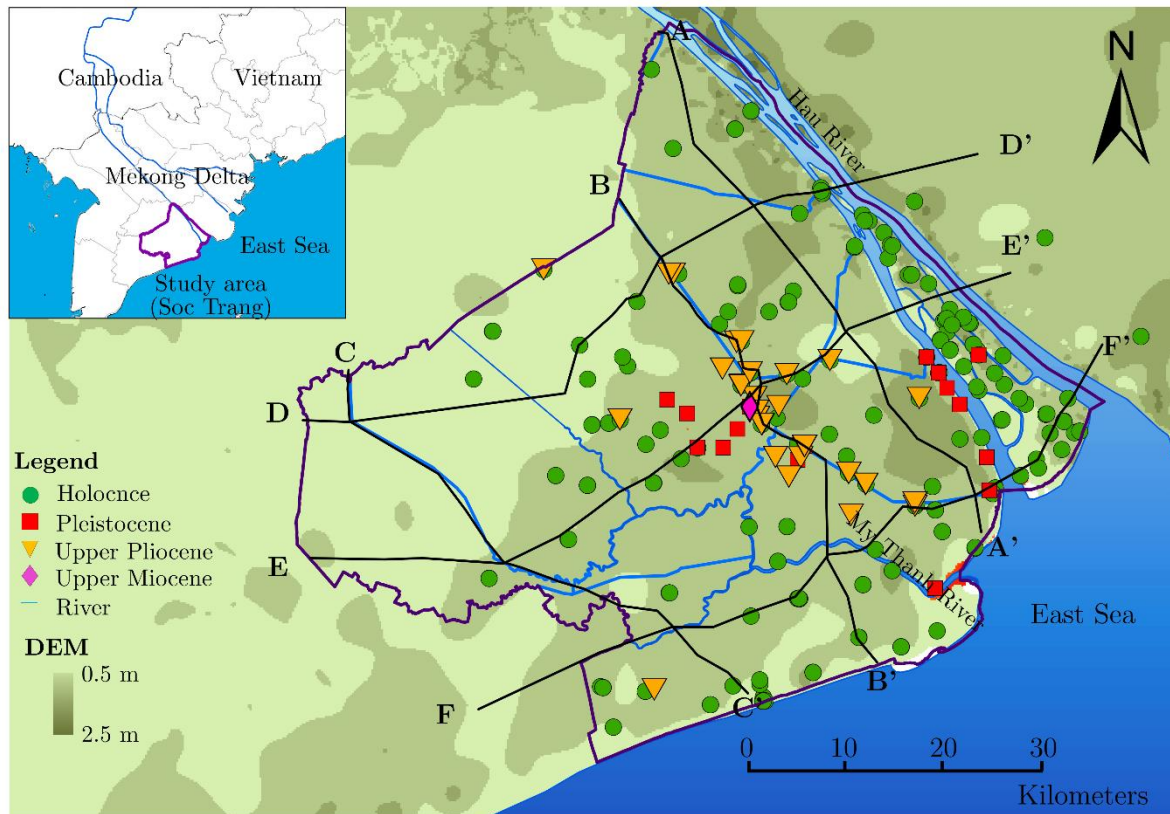 Cambodia
Vietnam
Mekong Delta
East Sea
Study area
(Soc Trang)
A
N
Hau River
D'
B
E'
F'
C
D
Legend
Holocnce
Pleistocene
Upper Pliocene
Upper Miocene
River
DEM
0.5 m
2.5 m
E
My Thanh River
A'
East Sea
B'
F
C'
0 10 20 30
Kilometers